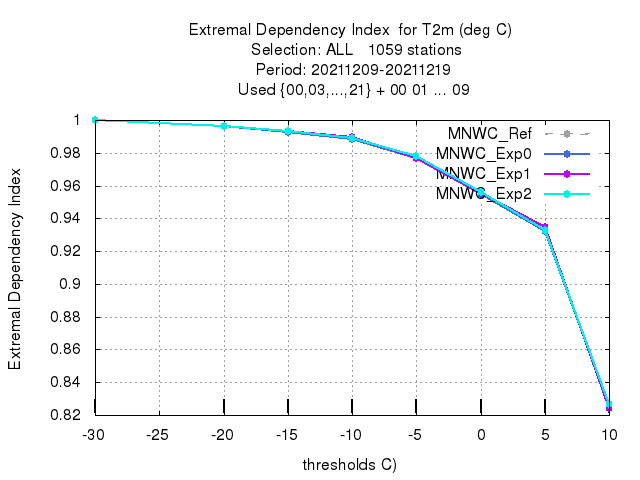 Extremal Dependency Index  for T2m (deg C)
Selection: ALL   1059 stations
Period: 20211209-20211219
Used {00,03,...,21} + 00 01 ... 09
Extremal Dependency Index
1
0.98
0.96
0.94
0.92
0.9
0.88
0.86
0.84
0.82
MNWC_Ref
MNWC_Exp0
MNWC_Exp1
MNWC_Exp2
-30 -25 -20 -15 -10 -5 0 5 10
thresholds C)